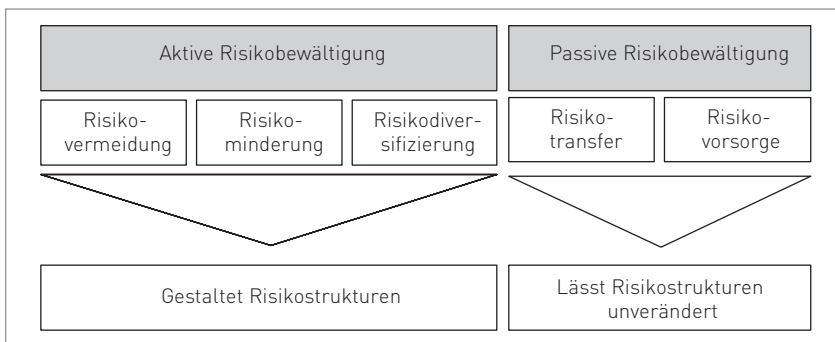 Aktive Risikobewältigung
Passive Risikobewältigung
Risiko-
vermeidung
Risiko-
minderung
Risikodiver-
sifizierung
Risiko-
transfer
Risiko-
vorsorge
Gestaltet Risikostrukturen
Lässt Risikostrukturen
unverändert